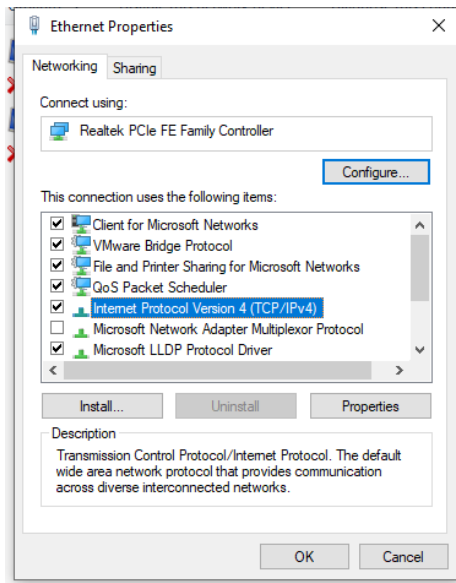 Ethernet Properties
Networking
Sharing
Connect using:
Realtek PCIe FE Family Controller
Configure...
This connection uses the following items:
Client for Microsoft Networks
VMware Bridge Protocol
File and Printer Sharing for Microsoft Networks
QoS Packet Scheduler
Internet Protocol Version 4 (TCP/IPv4)
Microsoft Network Adapter Multiplexor Protocol
Microsoft LLDP Protocol Driver
Install...
Uninstall
Properties
Description
Transmission Control Protocol/Internet Protocol. The default
wide area network protocol that provides communication
across diverse interconnected networks.
OK
Cancel